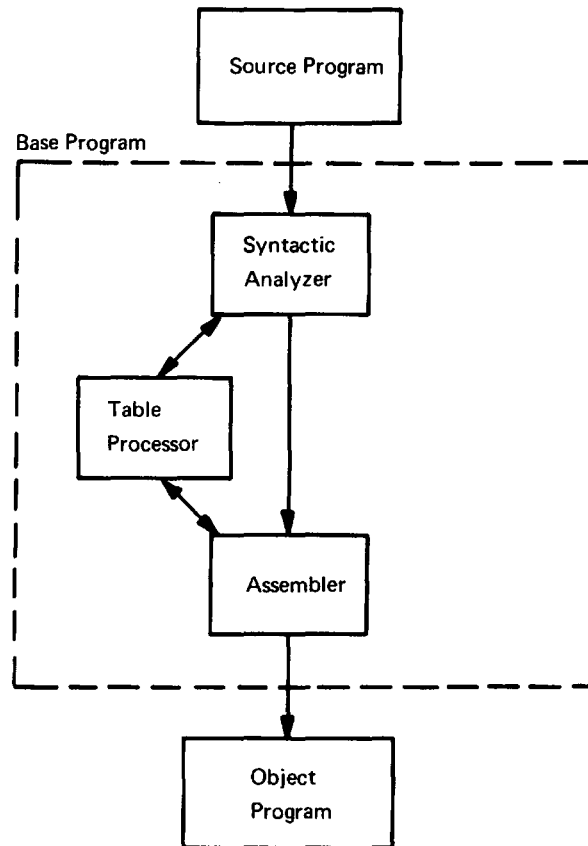 Source Program
Base Program
Syntactic
Analyzer
Table
Processor
Assembler
Object
Program